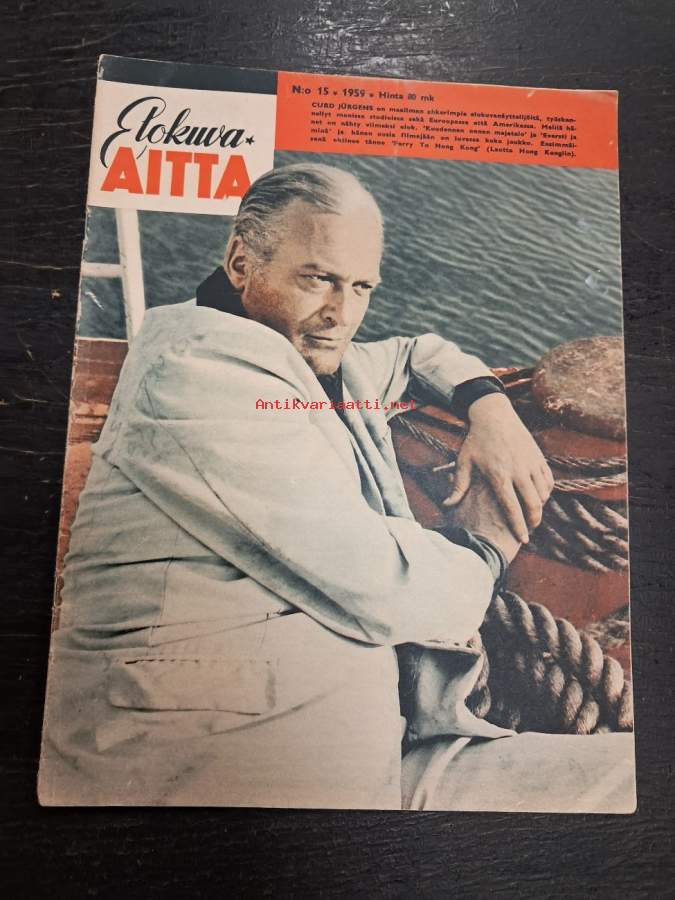 Elokuva
AITTA
N:o 15 • 1959 • Hinta 80 mk
CURD JÜRGENS on maailman ahkerimpia elokuvanäyttelijöitä, työsken-
nellyt monissa studioissa sekä Euroopassa että Amerikassa. Meillä hä-
net on nähty viimeksi elok. 'Kuudennen onnen majatalo' ja 'Eversti ja
minä' ja hänen uusia filmejään on luvassa koko joukko. Ensimmäi-
senä ehtinee tänne 'Ferry To Hong Kong' (Lautta Hong Kongiin).
Antikvariaatti.net